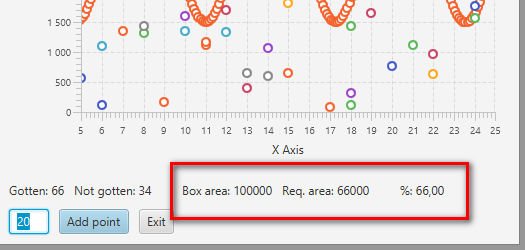 1 500
1 000
500
0
5 6 7 8 9 10 11 12 13 14 15 16 17 18 19 20 21 22 23 24 25
X Axis
Gotten: 66 Not gotten: 34 Box area: 100000 Req. area: 66000 %: 66,00
20 Add point Exit